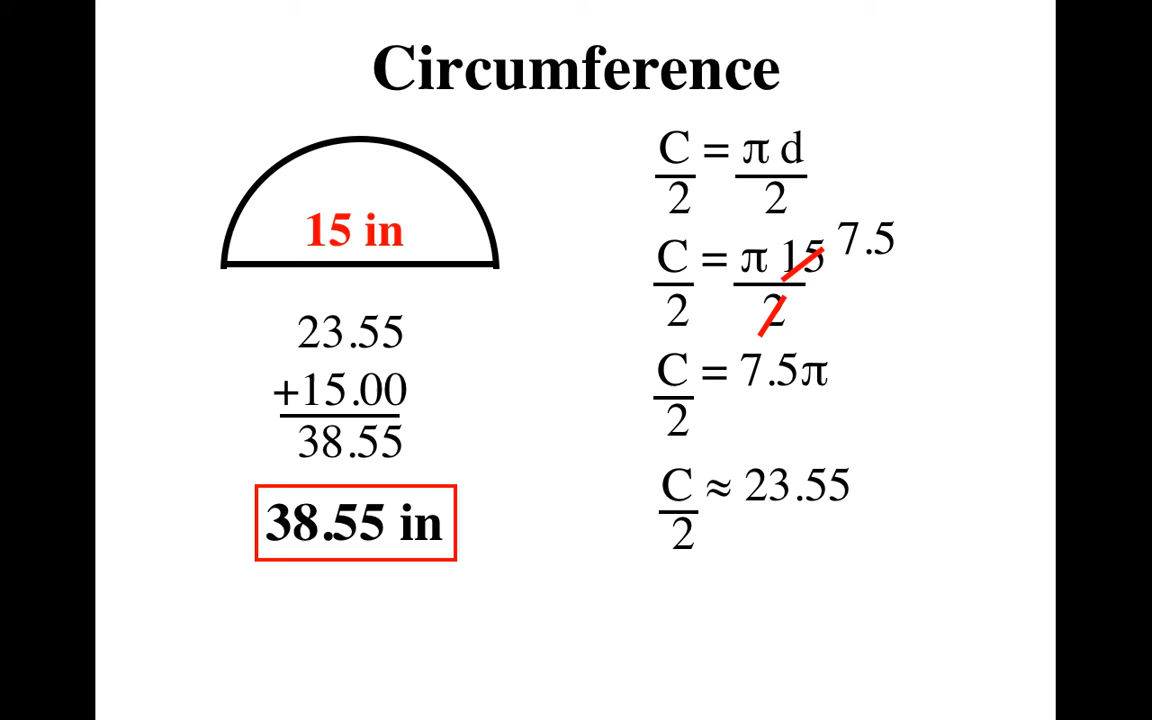 Circumference
15 in
23.55
+15.00
38.55
38.55 in
C = π d
2 2
C = π 15 7.5
2 2
C = 7.5π
2
C ≈ 23.55
2